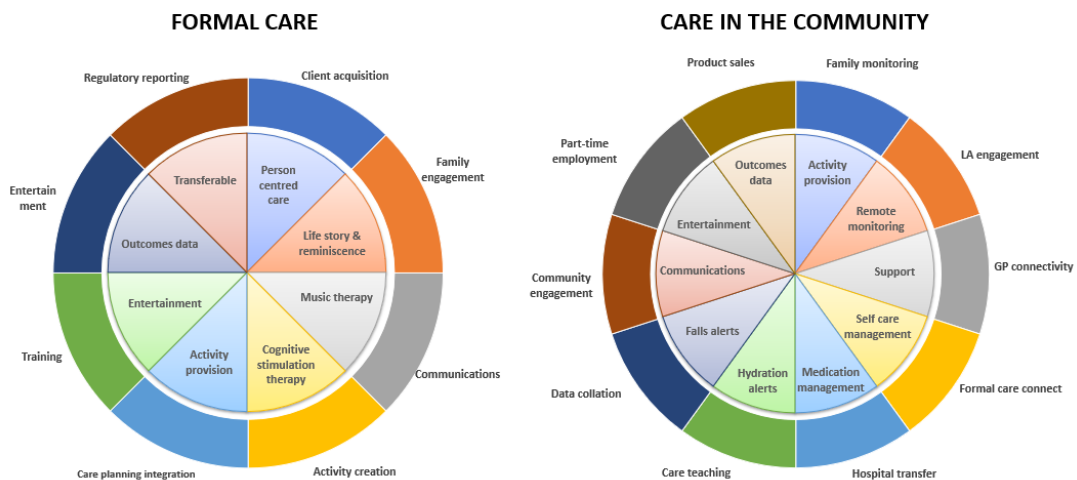 FORMAL CARE
Regulatory reporting
Client acquisition
Family
engagement
Communications
Activity creation
Care planning integration
Training
Entertain
ment
Transferable
Person
centred
care
Life story &
reminiscence
Music therapy
Cognitive
stimulation
therapy
Activity
provision
Entertainment
Outcomes data
CARE IN THE COMMUNITY
Product sales
Family monitoring
LA engagement
GP connectivity
Formal care connect
Hospital transfer
Care teaching
Data collation
Community
engagement
Part-time
employment
Outcomes
data
Activity
provision
Remote
monitoring
Support
Self care
management
Medication
management
Hydration
alerts
Falls alerts
Communications
Entertainment